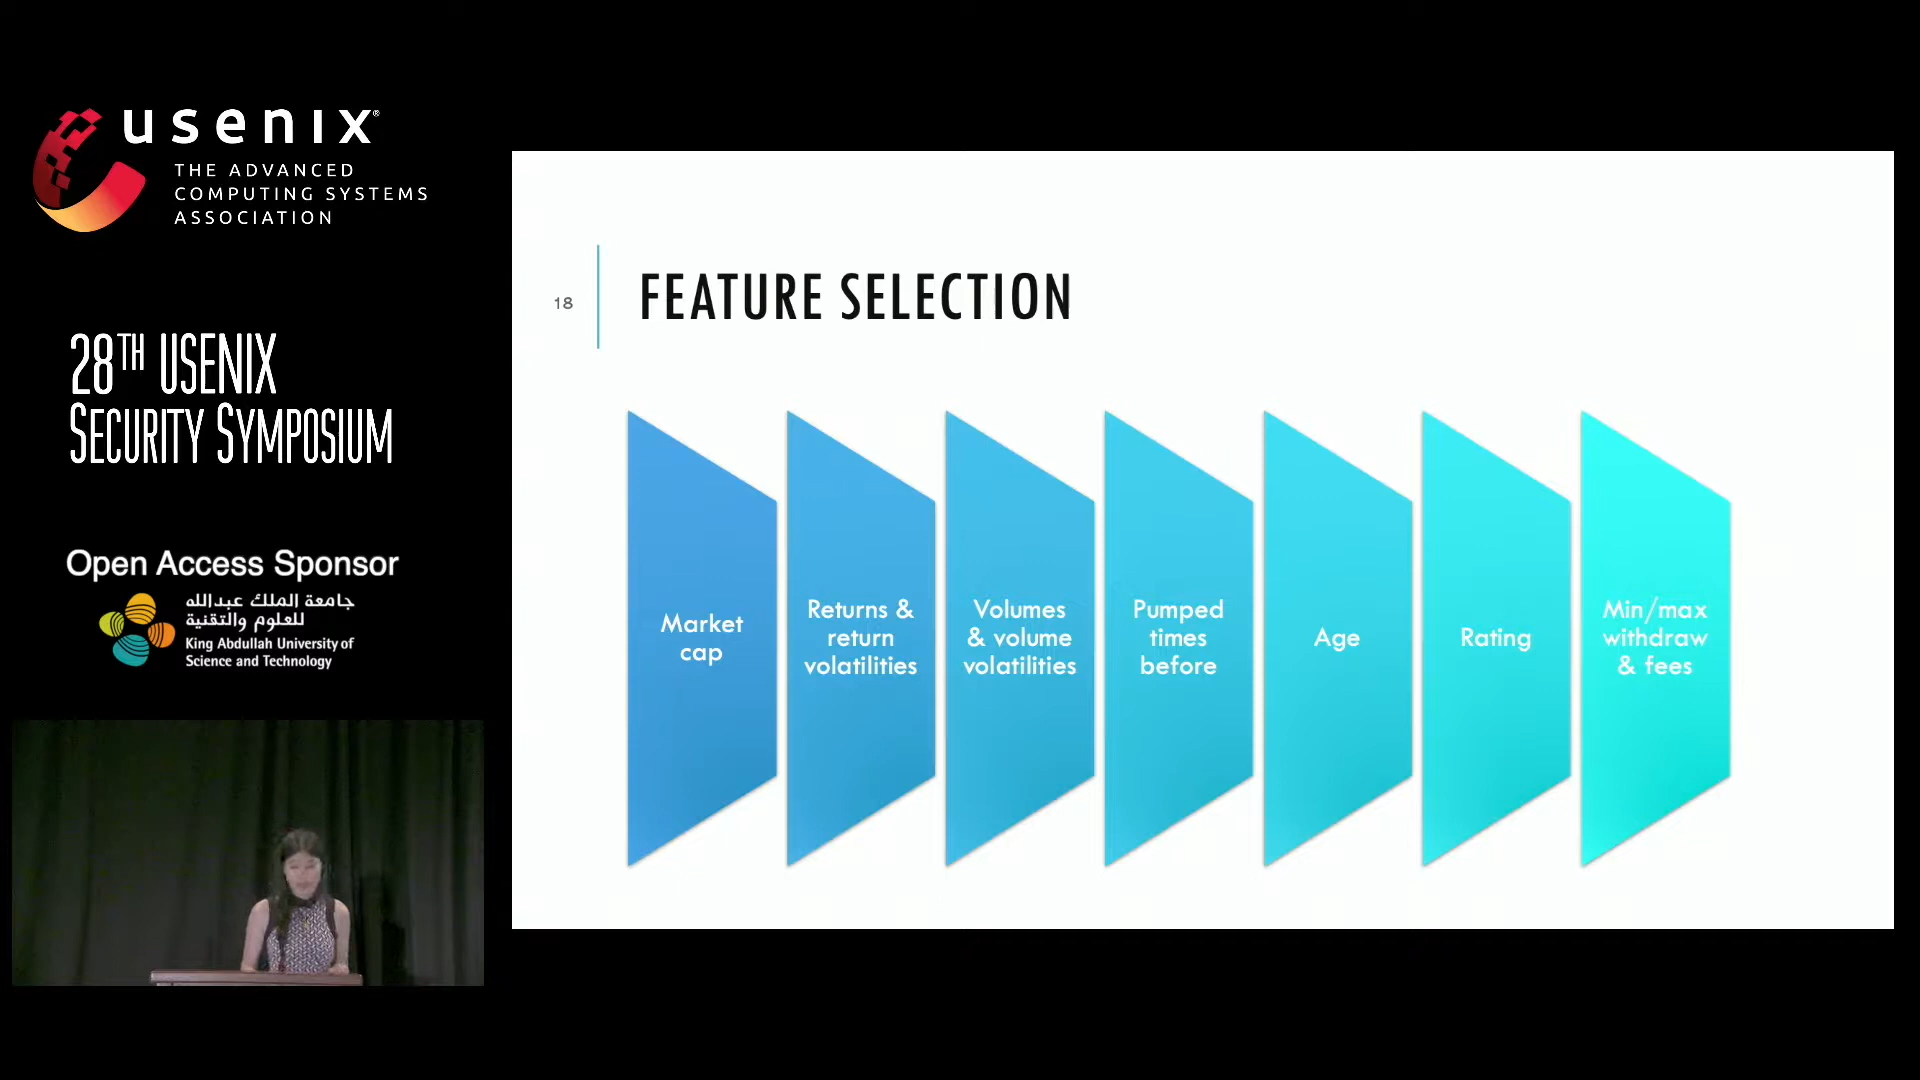 usenix®
THE ADVANCED
COMPUTING SYSTEMS
ASSOCIATION
28TH USENIX
SECURITY SYMPOSIUM
Open Access Sponsor
جامعة الملك عبدالله
للعلوم والتقنية
King Abdullah University of
Science and Technology
18
FEATURE SELECTION
Market
cap
Returns &
return
volatilities
Volumes
& volume
volatilities
Pumped
times
before
Age
Rating
Min/max
withdraw
& fees